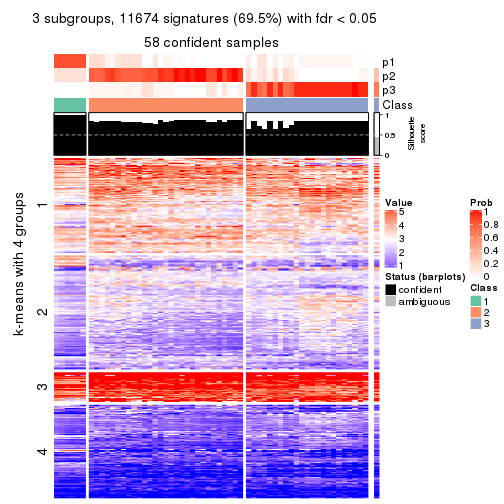 3 subgroups, 11674 signatures (69.5%) with fdr < 0.05
58 confident samples
p1
p2
p3
Class
1
0.5
0
Silhouette
score
k-means with 4 groups
1
2
3
4
Value
5
4
3
2
1
Status (barplots)
confident
ambiguous
Prob
1
0.8
0.6
0.4
0.2
0
Class
1
2
3